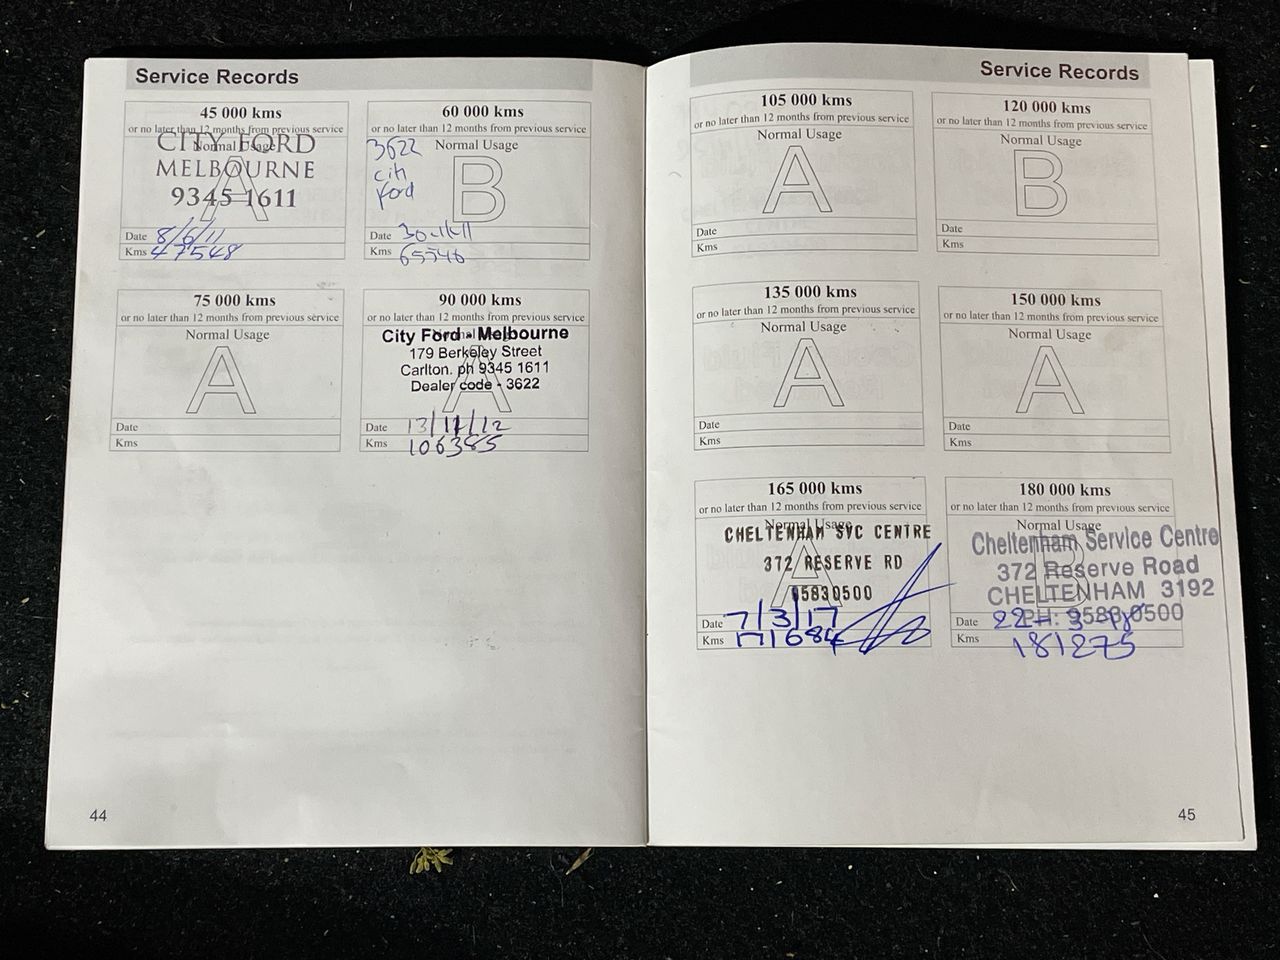 Service Records
45 000 kms
or no later than 12 months from previous service
Normal Usage
CITY FORD
MELBOURNE
9345 1611
A
Date 8/6/11
Kms 47548
60 000 kms
or no later than 12 months from previous service
Normal Usage
3622
Ford
B
Date
Kms 65546
75 000 kms
or no later than 12 months from previous service
Normal Usage
A
Date
Kms
90 000 kms
or no later than 12 months from previous service
Normal Usage
City Ford - Melbourne
179 Berkeley Street
Carlton. ph 9345 1611
Dealer code - 3622
A
Date 13/11/12
Kms 106385
44
Service Records
105 000 kms
or no later than 12 months from previous service
Normal Usage
A
Date
Kms
120 000 kms
or no later than 12 months from previous service
Normal Usage
B
Date
Kms
135 000 kms
or no later than 12 months from previous service
Normal Usage
A
Date
Kms
150 000 kms
or no later than 12 months from previous service
Normal Usage
A
Date
Kms
165 000 kms
or no later than 12 months from previous service
Normal Usage
CHELTENHAM SVC CENTRE
372 RESERVE RD
95830500
A
Date 7/3/17
Kms 171684
180 000 kms
or no later than 12 months from previous service
Normal Usage
Cheltenham Service Centre
372 Reserve Road
CHELTENHAM 3192
PH: 9583 0500
B
Date 22-3-18
Kms 181275
45